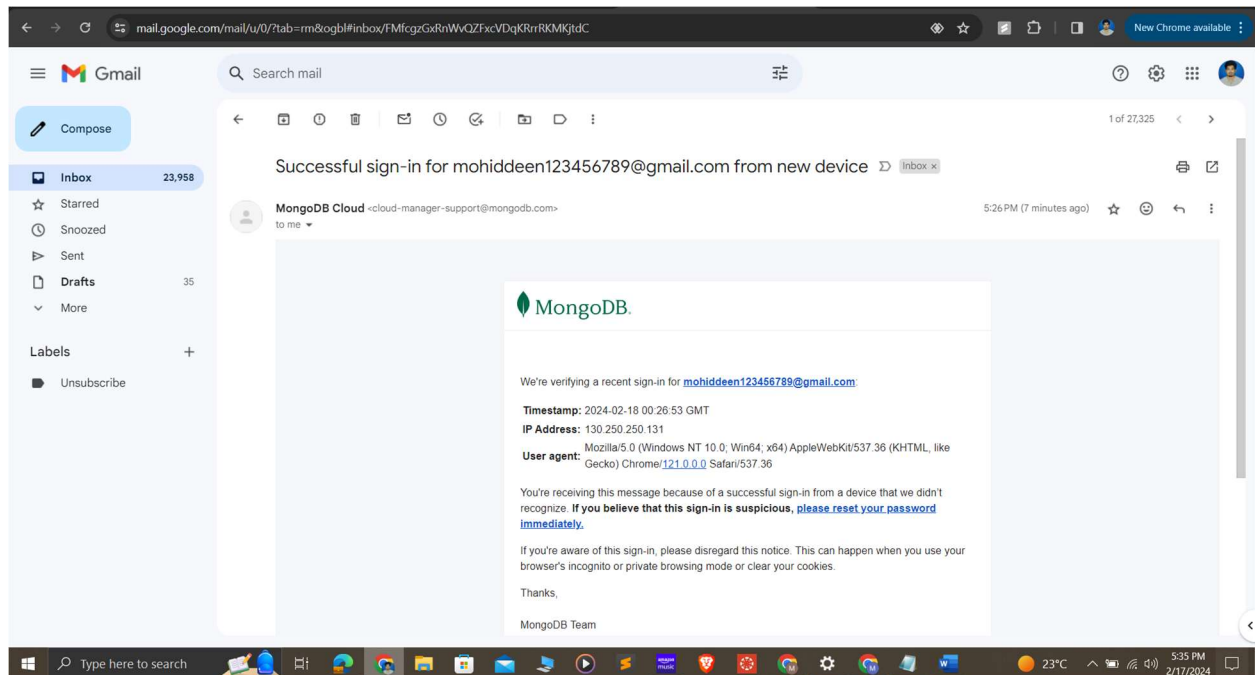 mail.google.com/mail/u/0/?tab=rm&ogbl#inbox/FMfcgzGxRnWvQZFxcVDqKRrrRKMKjtdC
New Chrome available
Gmail
Search mail
Compose
1 of 27,325
Successful sign-in for mohiddeen123456789@gmail.com from new device Inbox ×
Inbox 23,958
Starred
MongoDB Cloud <cloud-manager-support@mongodb.com> 5:26 PM (7 minutes ago)
to me
Snoozed
Sent
Drafts 35
More
Labels +
Unsubscribe
MongoDB.
We're verifying a recent sign-in for mohiddeen123456789@gmail.com:
Timestamp: 2024-02-18 00:26:53 GMT
IP Address: 130.250.250.131
User agent: Mozilla/5.0 (Windows NT 10.0; Win64; x64) AppleWebKit/537.36 (KHTML, like
Gecko) Chrome/121.0.0.0 Safari/537.36
You're receiving this message because of a successful sign-in from a device that we didn't
recognize. If you believe that this sign-in is suspicious, please reset your password
immediately.
If you're aware of this sign-in, please disregard this notice. This can happen when you use your
browser's incognito or private browsing mode or clear your cookies.
Thanks,
MongoDB Team
Type here to search
23°C
5:35 PM
2/17/2024